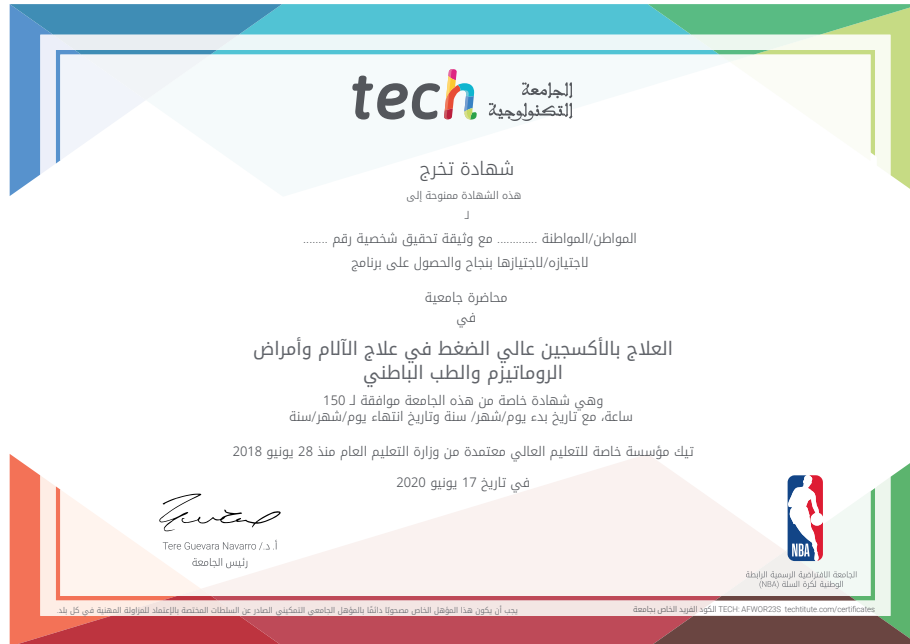 tech الجامعة
التكنولوجية
شهادة تخرج
هذه الشهادة ممنوحة إلى
لـ
المواطن/المواطنة ............ مع وثيقة تحقيق شخصية رقم ........
لاجتيازه/لاجتيازها بنجاح والحصول على برنامج
محاضرة جامعية
في
العلاج بالأكسجين عالي الضغط في علاج الآلام وأمراض
الروماتيزم والطب الباطني
وهي شهادة خاصة من هذه الجامعة موافقة لـ 150
ساعة، مع تاريخ بدء يوم/شهر/ سنة وتاريخ انتهاء يوم/شهر/سنة
تيك مؤسسة خاصة للتعليم العالي معتمدة من وزارة التعليم العام منذ 28 يونيو 2018
في تاريخ 17 يونيو 2020
أ. د./ Tere Guevara Navarro
رئيس الجامعة
NBA
الجامعة الافتراضية الرسمية الرابطة
الوطنية لكرة السلة (NBA)
يجب أن يكون هذا المؤهل الخاص مصحوبًا دائمًا بالمؤهل الجامعي التمكيني الصادر عن السلطات المختصة بالإعتماد للمزاولة المهنية في كل بلد.
الكود الفريد الخاص بجامعة TECH: AFWOR23S techtitute.com/certificates